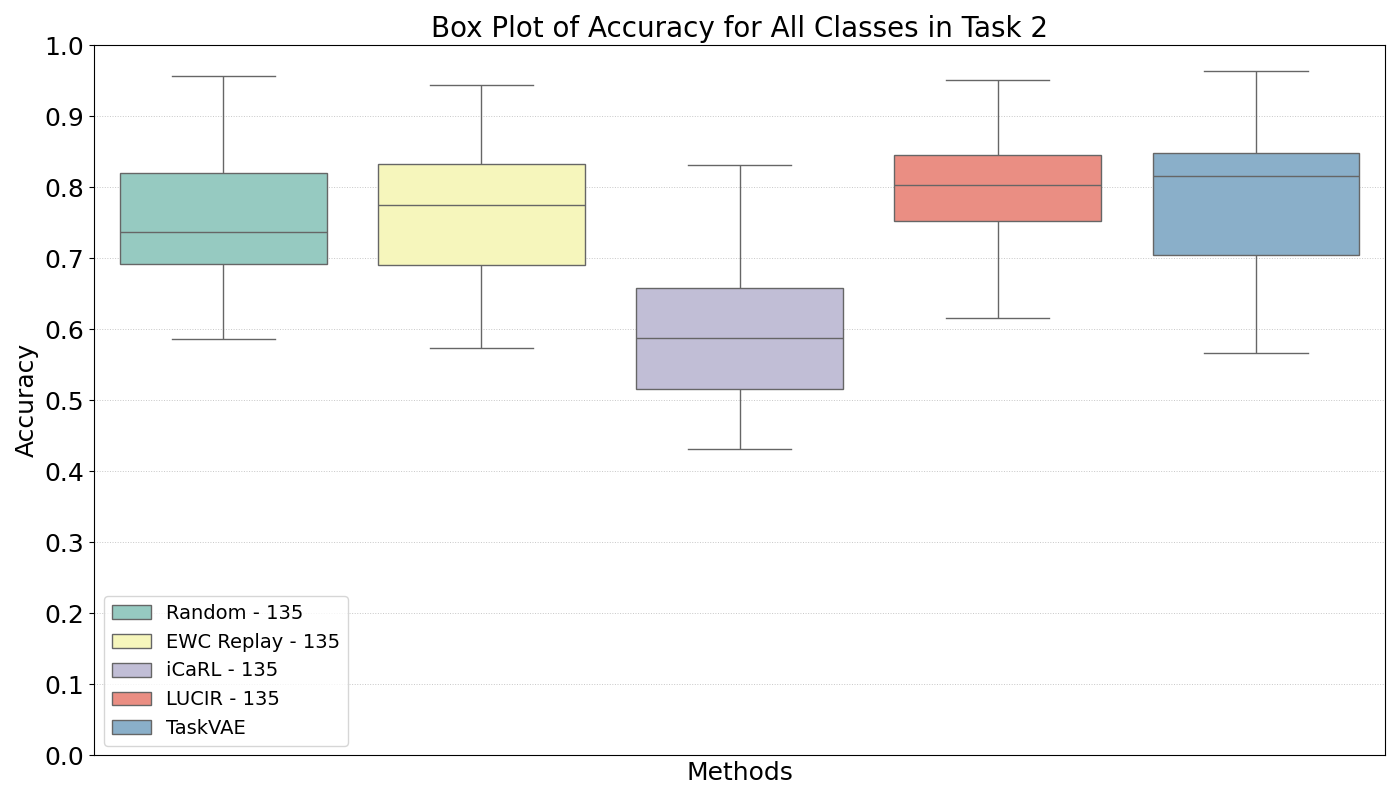 Box Plot of Accuracy for All Classes in Task 2
1.0
0.9
0.8
0.7
0.6
0.5
0.4
0.3
0.2
0.1
0.0
Accuracy
Random - 135
EWC Replay - 135
iCaRL - 135
LUCIR - 135
TaskVAE
Methods